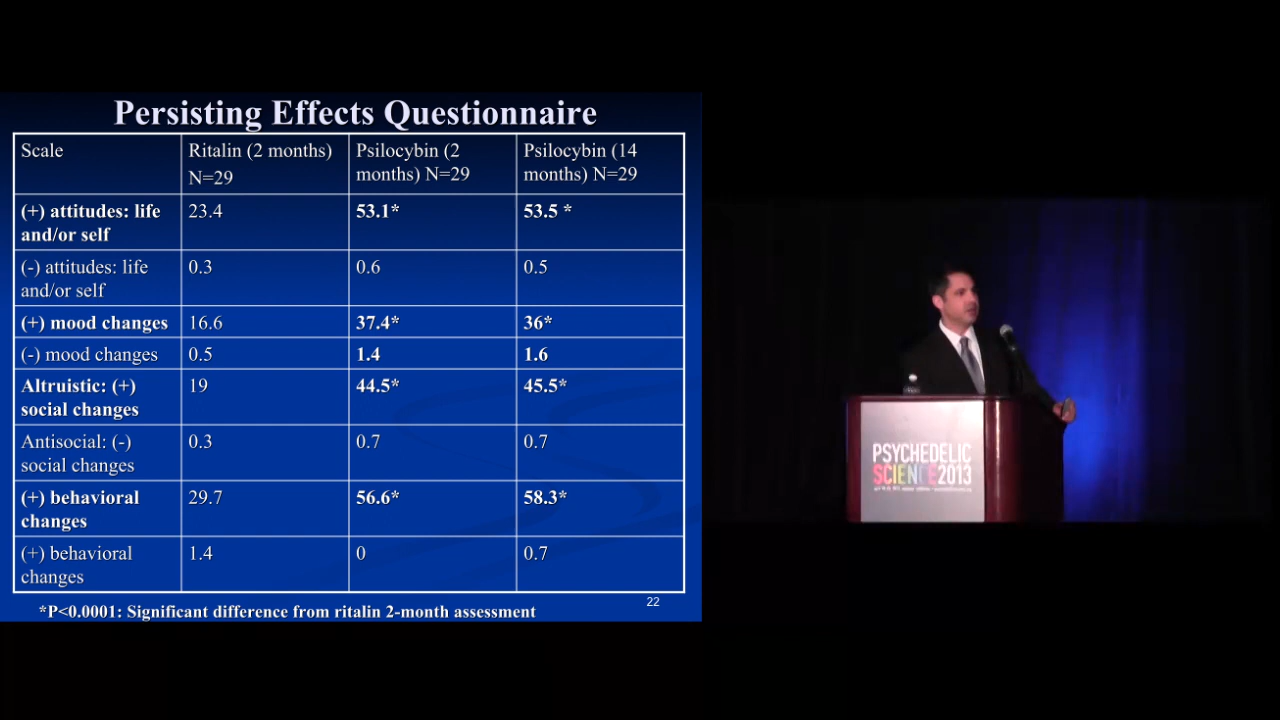 Persisting Effects Questionnaire
Scale
Ritalin (2 months)
N=29
Psilocybin (2
months) N=29
Psilocybin (14
months) N=29
(+) attitudes: life
and/or self
23.4
53.1*
53.5 *
(-) attitudes: life
and/or self
0.3
0.6
0.5
(+) mood changes
16.6
37.4*
36*
(-) mood changes
0.5
1.4
1.6
Altruistic: (+)
social changes
19
44.5*
45.5*
Antisocial: (-)
social changes
0.3
0.7
0.7
(+) behavioral
changes
29.7
56.6*
58.3*
(+) behavioral
changes
1.4
0
0.7
*P<0.0001: Significant difference from ritalin 2-month assessment
22
PSYCHEDELIC
SCIENCE2013